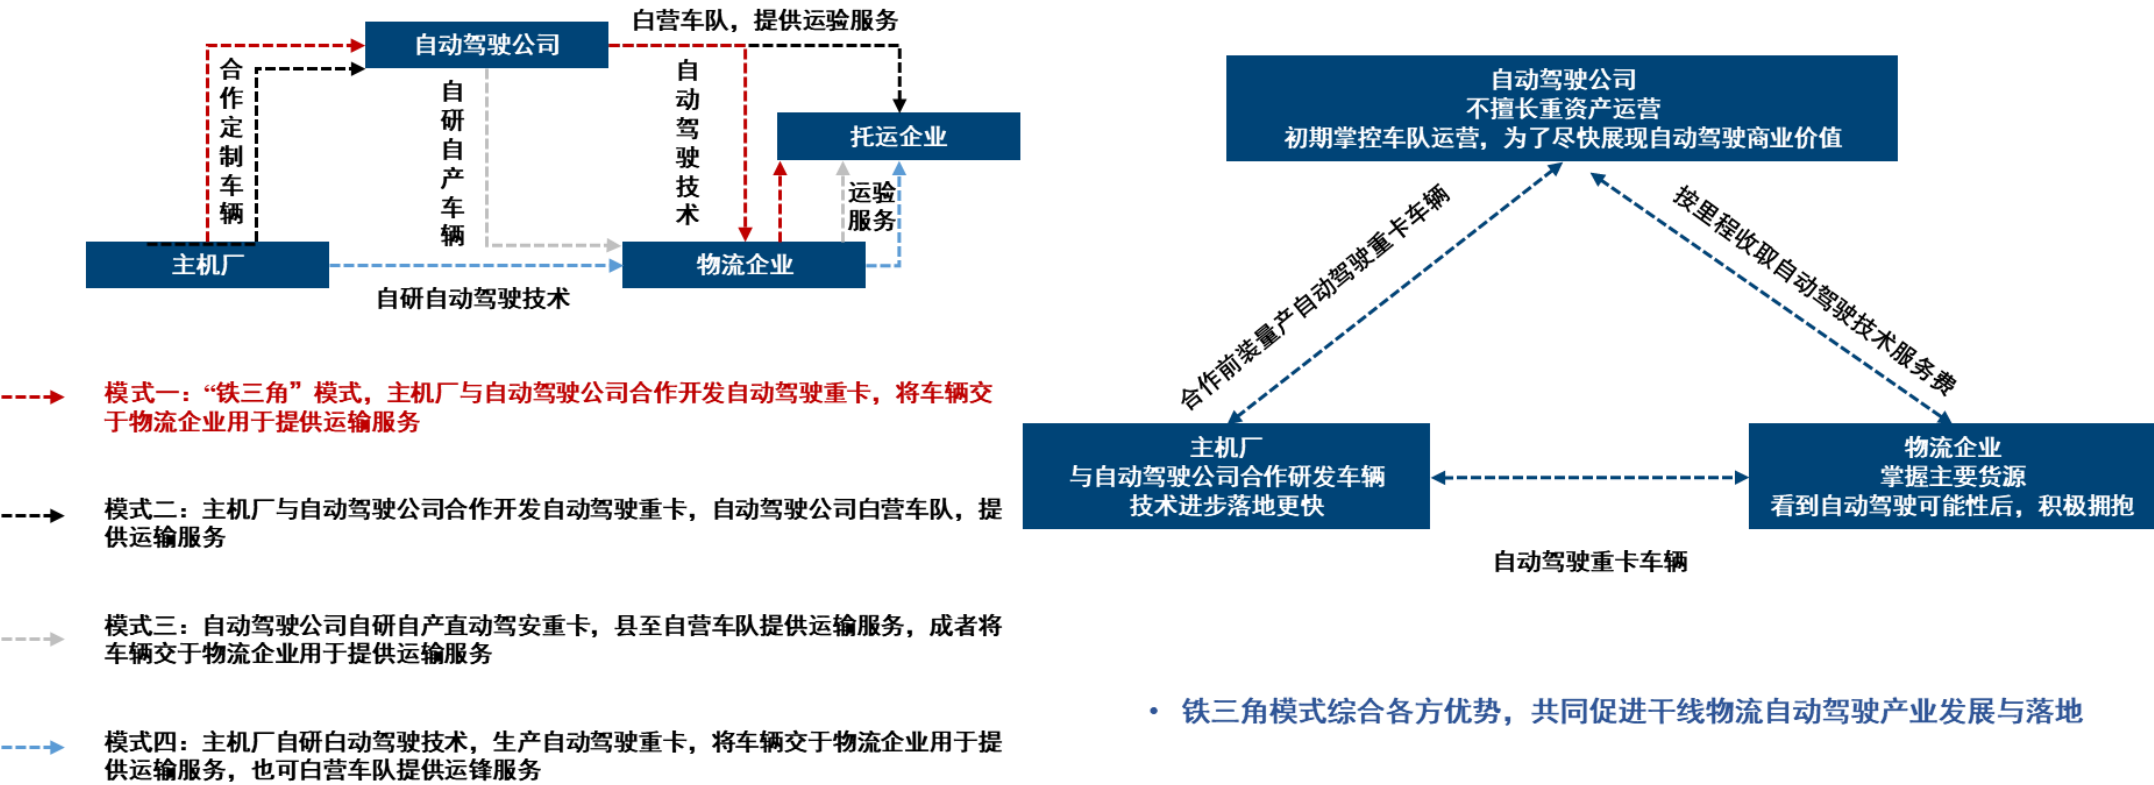 白营车队，提供运验服务
自动驾驶公司
合作定制车辆
自研自产车辆
自动驾驶技术
托运企业
运验
服务
主机厂
物流企业
自研自动驾驶技术
模式一：“铁三角”模式，主机厂与自动驾驶公司合作开发自动驾驶重卡，将车辆交
于物流企业用于提供运输服务
模式二：主机厂与自动驾驶公司合作开发自动驾驶重卡，自动驾驶公司白营车队，提
供运输服务
模式三：自动驾驶公司自研自产直动驾安重卡，县至自营车队提供运输服务，成者将
车辆交于物流企业用于提供运输服务
模式四：主机厂自研白动驾驶技术，生产自动驾驶重卡，将车辆交于物流企业用于提
供运输服务，也可白营车队提供运锋服务
自动驾驶公司
不擅长重资产运营
初期掌控车队运营，为了尽快展现自动驾驶商业价值
合作前装量产自动驾驶重卡车辆
按里程收取自动驾驶技术服务费
主机厂
与自动驾驶公司合作研发车辆
技术进步落地更快
物流企业
掌握主要货源
看到自动驾驶可能性后，积极拥抱
自动驾驶重卡车辆
• 铁三角模式综合各方优势，共同促进干线物流自动驾驶产业发展与落地